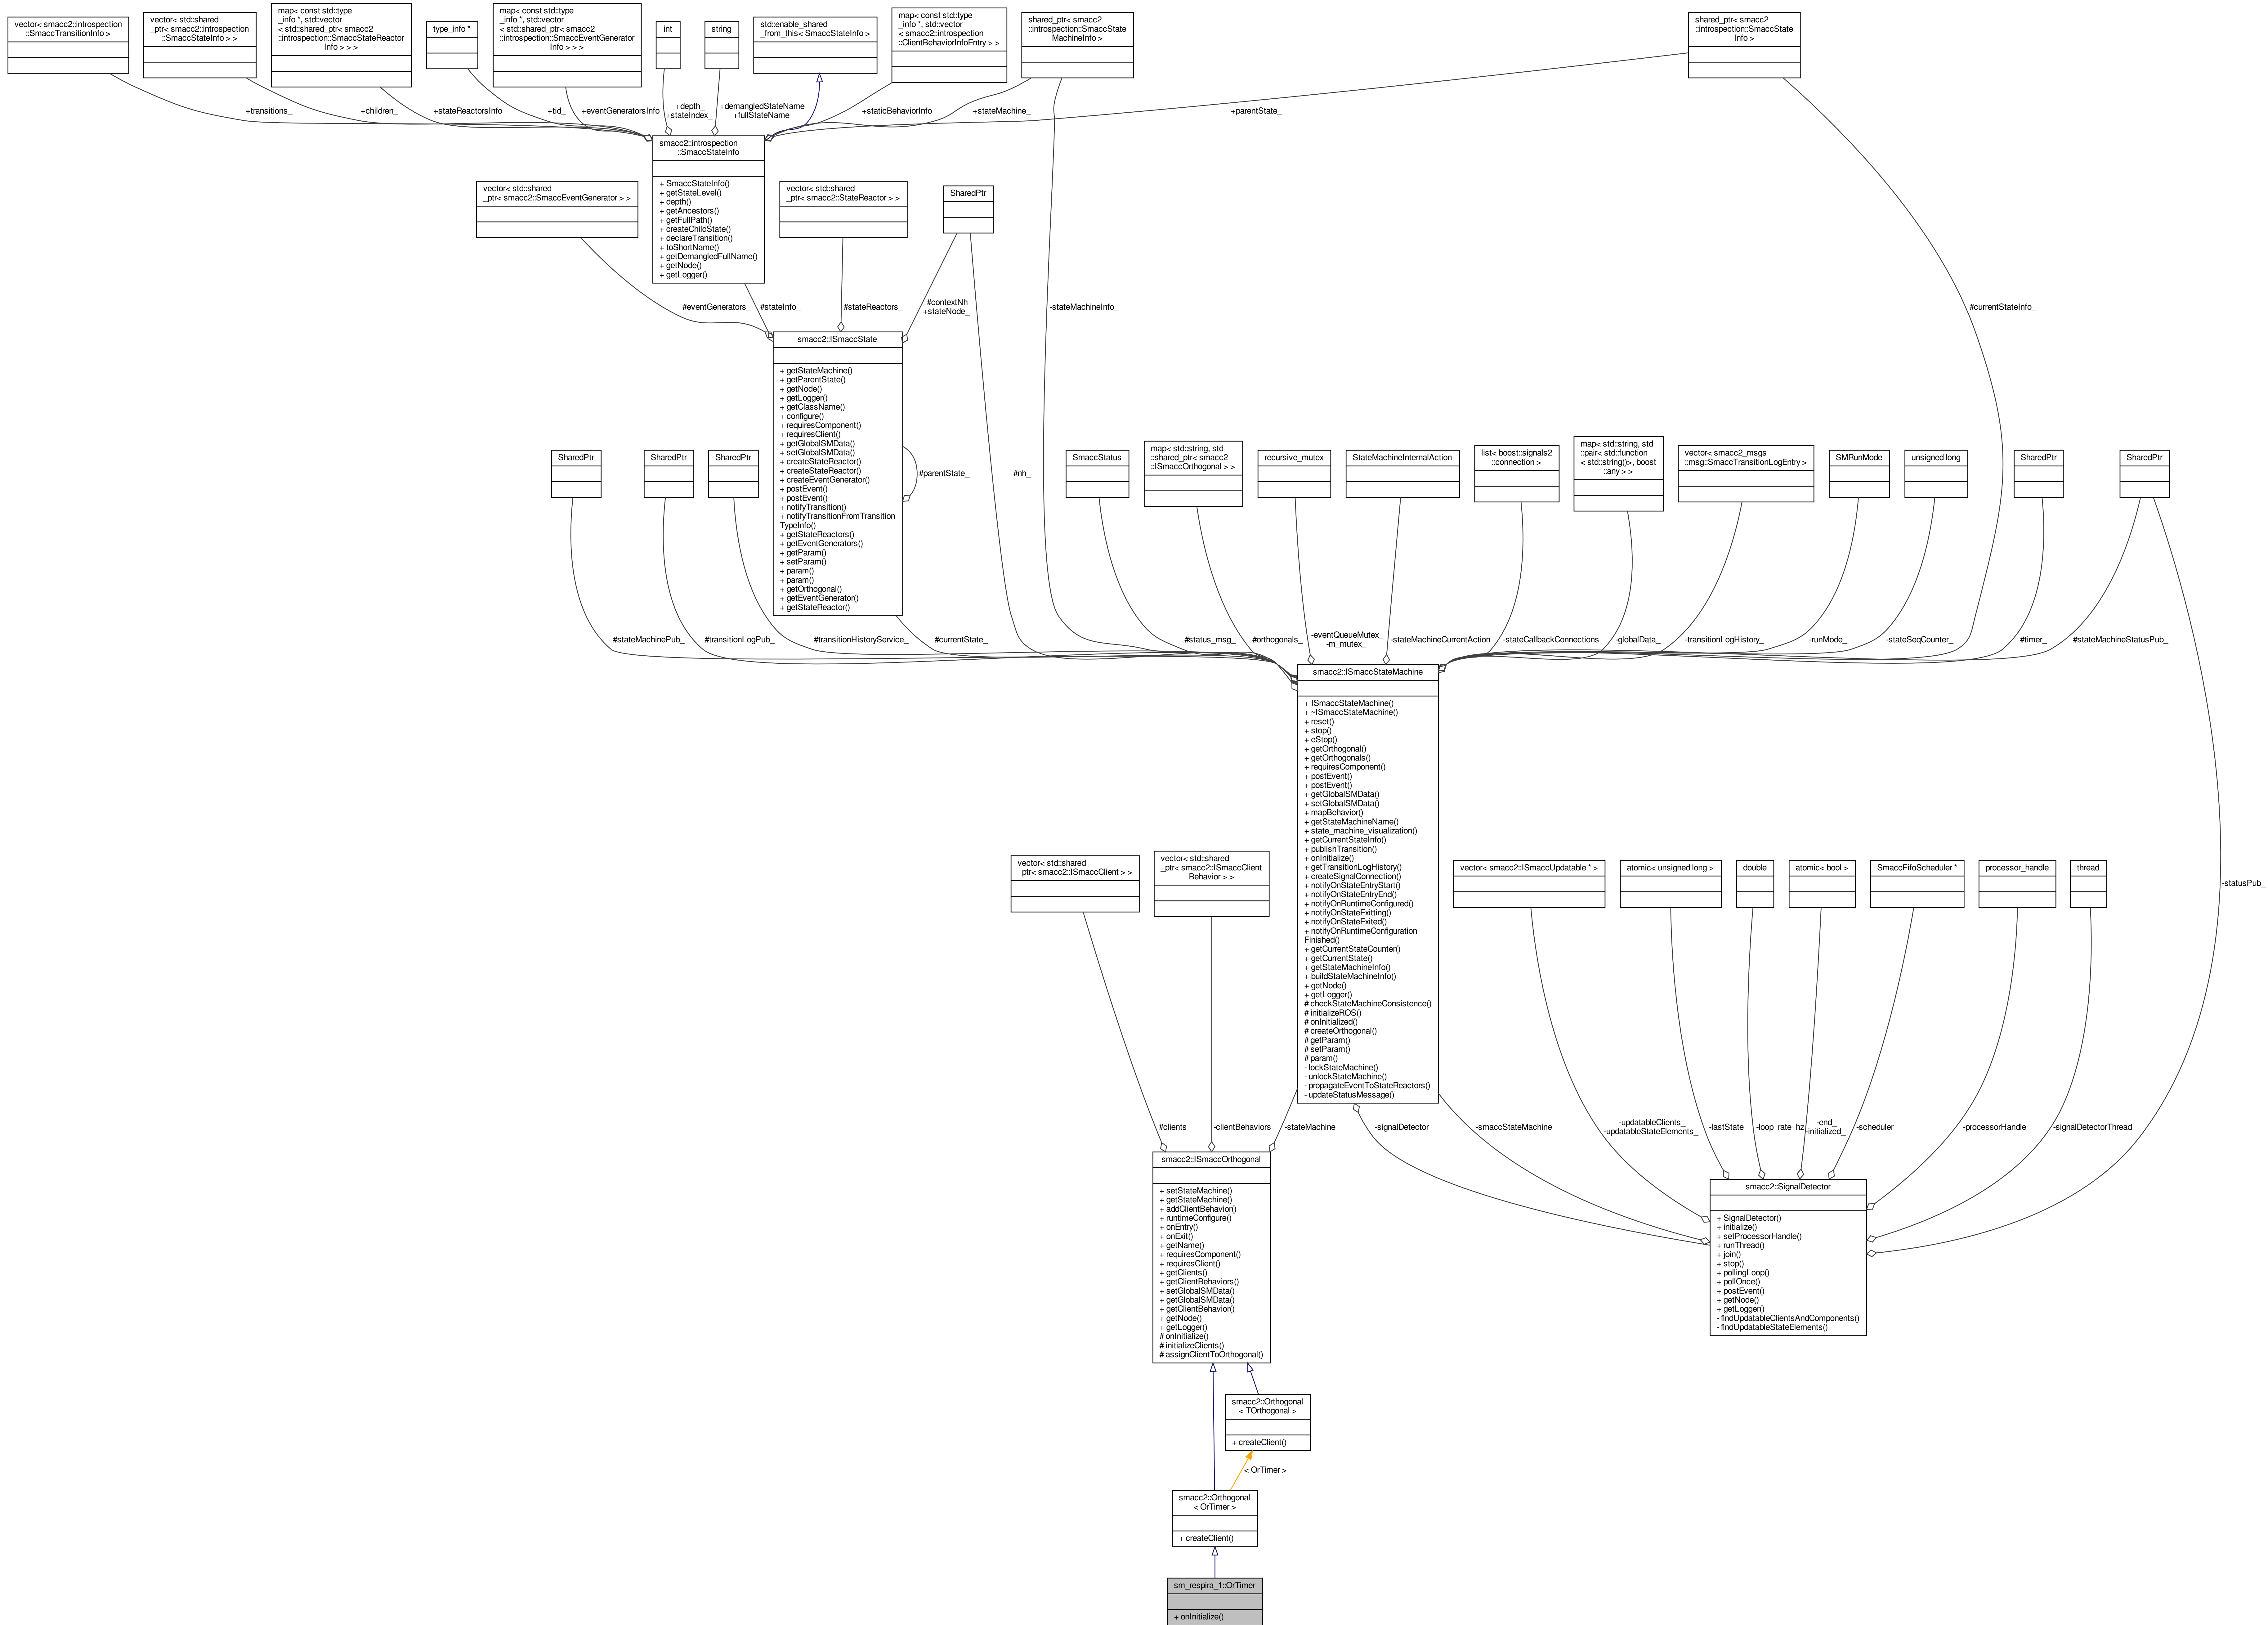 vector< smacc2::introspection
::SmaccTransitionInfo >
vector< std::shared
_ptr< smacc2::introspection
::SmaccStateInfo > >
map< const std::type
_info *, std::vector
< std::shared_ptr< smacc2
::introspection::SmaccStateReactor
Info > > >
type_info *
map< const std::type
_info *, std::vector
< std::shared_ptr< smacc2
::introspection::SmaccEventGenerator
Info > > >
int
string
std::enable_shared
_from_this< SmaccStateInfo >
map< const std::type
_info *, std::vector
< smacc2::introspection
::ClientBehaviorInfoEntry > >
shared_ptr< smacc2
::introspection::SmaccState
MachineInfo >
shared_ptr< smacc2
::introspection::SmaccState
Info >
+transitions_
+children_
+stateReactorsInfo
+tid_
+eventGeneratorsInfo
+depth_
+stateIndex_
+demangledStateName
+fullStateName
+staticBehaviorInfo
+stateMachine_
+parentState_
smacc2::introspection
::SmaccStateInfo
+ SmaccStateInfo()
+ getStateLevel()
+ depth()
+ getAncestors()
+ getFullPath()
+ createChildState()
+ declareTransition()
+ toShortName()
+ getDemangledFullName()
+ getNode()
+ getLogger()
vector< std::shared
_ptr< smacc2::SmaccEventGenerator > >
vector< std::shared
_ptr< smacc2::StateReactor > >
SharedPtr
#eventGenerators_
#stateInfo_
#stateReactors_
#contextNh
+stateNode_
-stateMachineInfo_
#currentStateInfo_
smacc2::ISmaccState
+ getStateMachine()
+ getParentState()
+ getNode()
+ getLogger()
+ getClassName()
+ configure()
+ requiresComponent()
+ requiresClient()
+ getGlobalSMData()
+ setGlobalSMData()
+ createStateReactor()
+ createStateReactor()
+ createEventGenerator()
+ postEvent()
+ postEvent()
+ notifyTransition()
+ notifyTransitionFromTransition
TypeInfo()
+ getStateReactors()
+ getEventGenerators()
+ getParam()
+ setParam()
+ param()
+ param()
+ getOrthogonal()
+ getEventGenerator()
+ getStateReactor()
#parentState_
#nh_
SharedPtr
SharedPtr
SharedPtr
SmaccStatus
map< std::string, std
::shared_ptr< smacc2
::ISmaccOrthogonal > >
recursive_mutex
StateMachineInternalAction
list< boost::signals2
::connection >
map< std::string, std
::pair< std::function
< std::string()>, boost
::any > >
vector< smacc2_msgs
::msg::SmaccTransitionLogEntry >
SMRunMode
unsigned long
SharedPtr
SharedPtr
#stateMachinePub_
#transitionLogPub_
#transitionHistoryService_
#currentState_
#status_msg_
#orthogonals_
-eventQueueMutex_
-m_mutex_
-stateMachineCurrentAction
-stateCallbackConnections
-globalData_
-transitionLogHistory_
-runMode_
-stateSeqCounter_
#timer_
#stateMachineStatusPub_
smacc2::ISmaccStateMachine
+ ISmaccStateMachine()
+ ~ISmaccStateMachine()
+ reset()
+ stop()
+ eStop()
+ getOrthogonal()
+ getOrthogonals()
+ requiresComponent()
+ postEvent()
+ postEvent()
+ getGlobalSMData()
+ setGlobalSMData()
+ mapBehavior()
+ getStateMachineName()
+ state_machine_visualization()
+ getCurrentStateInfo()
+ publishTransition()
+ onInitialize()
+ getTransitionLogHistory()
+ createSignalConnection()
+ notifyOnStateEntryStart()
+ notifyOnStateEntryEnd()
+ notifyOnRuntimeConfigured()
+ notifyOnStateExitting()
+ notifyOnStateExited()
+ notifyOnRuntimeConfiguration
Finished()
+ getCurrentStateCounter()
+ getCurrentState()
+ getStateMachineInfo()
+ buildStateMachineInfo()
+ getNode()
+ getLogger()
# checkStateMachineConsistence()
# initializeROS()
# onInitialized()
# createOrthogonal()
# getParam()
# setParam()
# param()
- lockStateMachine()
- unlockStateMachine()
- propagateEventToStateReactors()
- updateStatusMessage()
vector< std::shared
_ptr< smacc2::ISmaccClient > >
vector< std::shared
_ptr< smacc2::ISmaccClient
Behavior > >
vector< smacc2::ISmaccUpdatable * >
atomic< unsigned long >
double
atomic< bool >
SmaccFifoScheduler *
processor_handle
thread
-statusPub_
#clients_
-clientBehaviors_
-stateMachine_
-signalDetector_
-smaccStateMachine_
-updatableClients_
-updatableStateElements_
-lastState_
-loop_rate_hz
-end_
-initialized_
-scheduler_
-processorHandle_
-signalDetectorThread_
smacc2::ISmaccOrthogonal
+ setStateMachine()
+ getStateMachine()
+ addClientBehavior()
+ runtimeConfigure()
+ onEntry()
+ onExit()
+ getName()
+ requiresComponent()
+ requiresClient()
+ getClients()
+ getClientBehaviors()
+ setGlobalSMData()
+ getGlobalSMData()
+ getClientBehavior()
+ getNode()
+ getLogger()
# onInitialize()
# initializeClients()
# assignClientToOrthogonal()
smacc2::SignalDetector
+ SignalDetector()
+ initialize()
+ setProcessorHandle()
+ runThread()
+ join()
+ stop()
+ pollingLoop()
+ pollOnce()
+ postEvent()
+ getNode()
+ getLogger()
- findUpdatableClientsAndComponents()
- findUpdatableStateElements()
smacc2::Orthogonal
< TOrthogonal >
+ createClient()
< OrTimer >
smacc2::Orthogonal
< OrTimer >
+ createClient()
sm_respira_1::OrTimer
+ onInitialize()